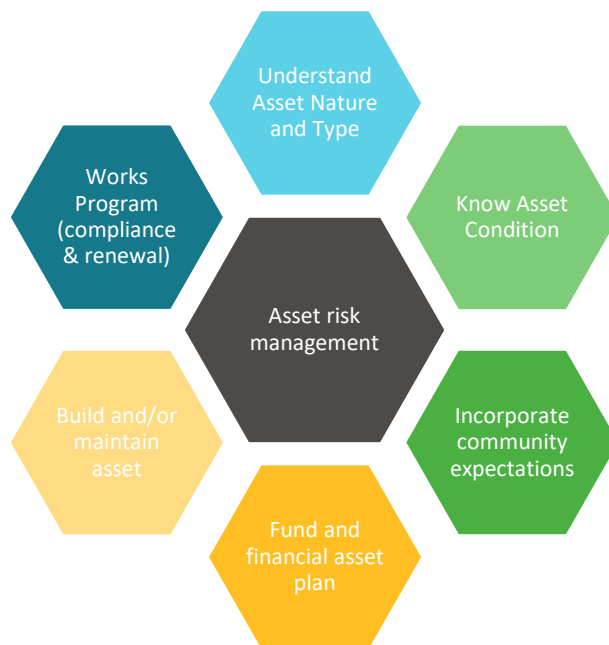 Understand
Asset Nature
and Type
Works
Program
(compliance
& renewal)
Know Asset
Condition
Asset risk
management
Build and/or
maintain
asset
Incorporate
community
expectations
Fund and
financial asset
plan